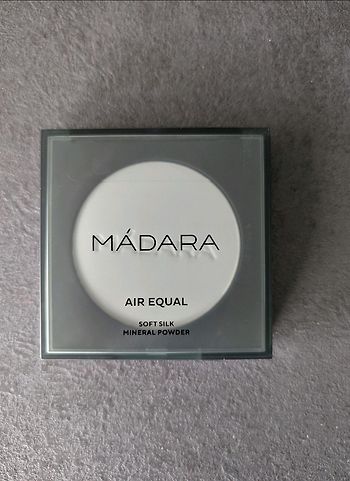 MÁDARA
AIR EQUAL
SOFT SILK
MINERAL POWDER